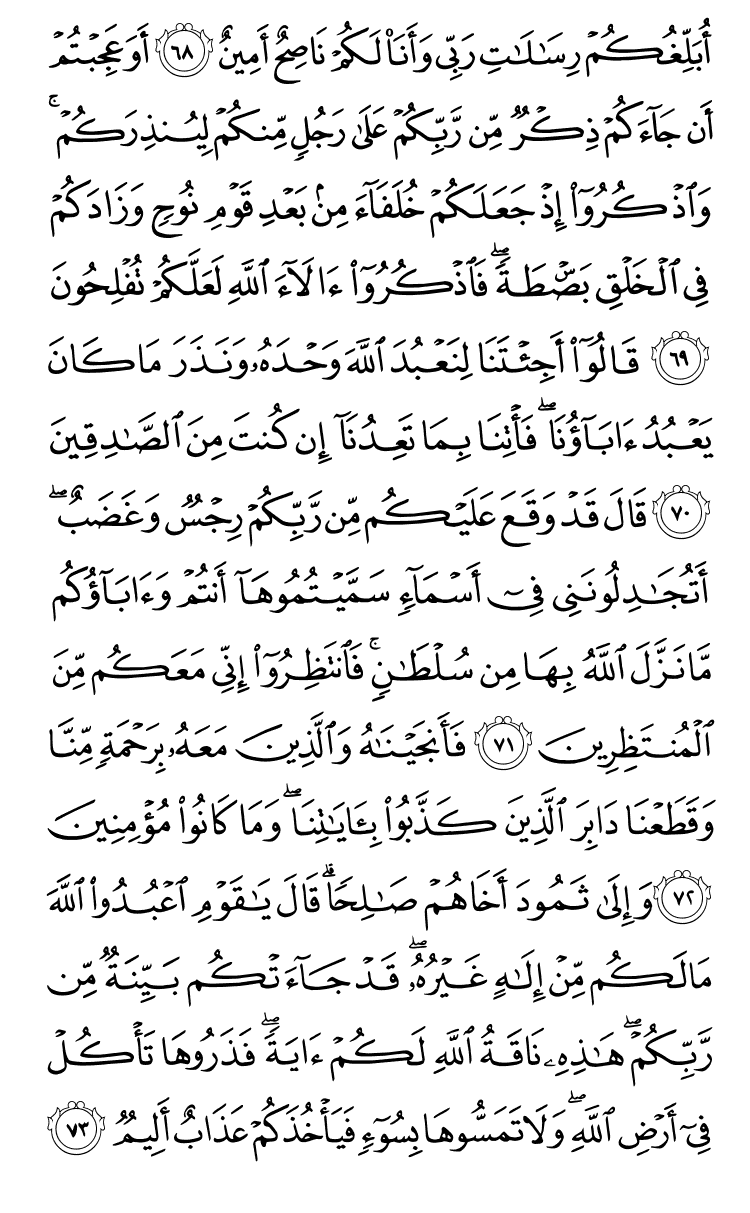 أُبَلِّغُكُمۡ رِسَٰلَٰتِ رَبِّي وَأَنَا۠ لَكُمۡ نَاصِحٌ أَمِينٌ ٦٨ أَوَعَجِبۡتُمۡ
أَن جَآءَكُمۡ ذِكۡرٞ مِّن رَّبِّكُمۡ عَلَىٰ رَجُلٖ مِّنكُمۡ لِيُنذِرَكُمۡۚ
وَٱذۡكُرُوٓاْ إِذۡ جَعَلَكُمۡ خُلَفَآءَ مِنۢ بَعۡدِ قَوۡمِ نُوحٖ وَزَادَكُمۡ
فِي ٱلۡخَلۡقِ بَصۜۡطَةٗۖ فَٱذۡكُرُوٓاْ ءَالَآءَ ٱللَّهِ لَعَلَّكُمۡ تُفۡلِحُونَ
٦٩ قَالُوٓاْ أَجِئۡتَنَا لِنَعۡبُدَ ٱللَّهَ وَحۡدَهُۥ وَنَذَرَ مَا كَانَ
يَعۡبُدُ ءَابَآؤُنَا ۖ فَأۡتِنَا بِمَا تَعِدُنَآ إِن كُنتَ مِنَ ٱلصَّٰدِقِينَ
٧٠ قَالَ قَدۡ وَقَعَ عَلَيۡكُم مِّن رَّبِّكُمۡ رِجۡسٞ وَغَضَبٌۖ
أَتُجَٰدِلُونَنِي فِيٓ أَسۡمَآءٖ سَمَّيۡتُمُوهَآ أَنتُمۡ وَءَابَآؤُكُم
مَّا نَزَّلَ ٱللَّهُ بِهَا مِن سُلۡطَٰنٖۚ فَٱنتَظِرُوٓاْ إِنِّي مَعَكُم مِّنَ
ٱلۡمُنتَظِرِينَ ٧١ فَأَنجَيۡنَٰهُ وَٱلَّذِينَ مَعَهُۥ بِرَحۡمَةٖ مِّنَّا
وَقَطَعۡنَا دَابِرَ ٱلَّذِينَ كَذَّبُواْ بِـَٔايَٰتِنَاۖ وَمَا كَانُواْ مُؤۡمِنِينَ
٧٢ وَإِلَىٰ ثَمُودَ أَخَاهُمۡ صَٰلِحٗاۚ قَالَ يَٰقَوۡمِ ٱعۡبُدُواْ ٱللَّهَ
مَا لَكُم مِّنۡ إِلَٰهٍ غَيۡرُهُۥۖ قَدۡ جَآءَتۡكُم بَيِّنَةٞ مِّن
رَّبِّكُمۡۖ هَٰذِهِۦ نَاقَةُ ٱللَّهِ لَكُمۡ ءَايَةٗۖ فَذَرُوهَا تَأۡكُلۡ
فِيٓ أَرۡضِ ٱللَّهِۖ وَلَا تَمَسُّوهَا بِسُوٓءٖ فَيَأۡخُذَكُمۡ عَذَابٌ أَلِيمٞ ٧٣